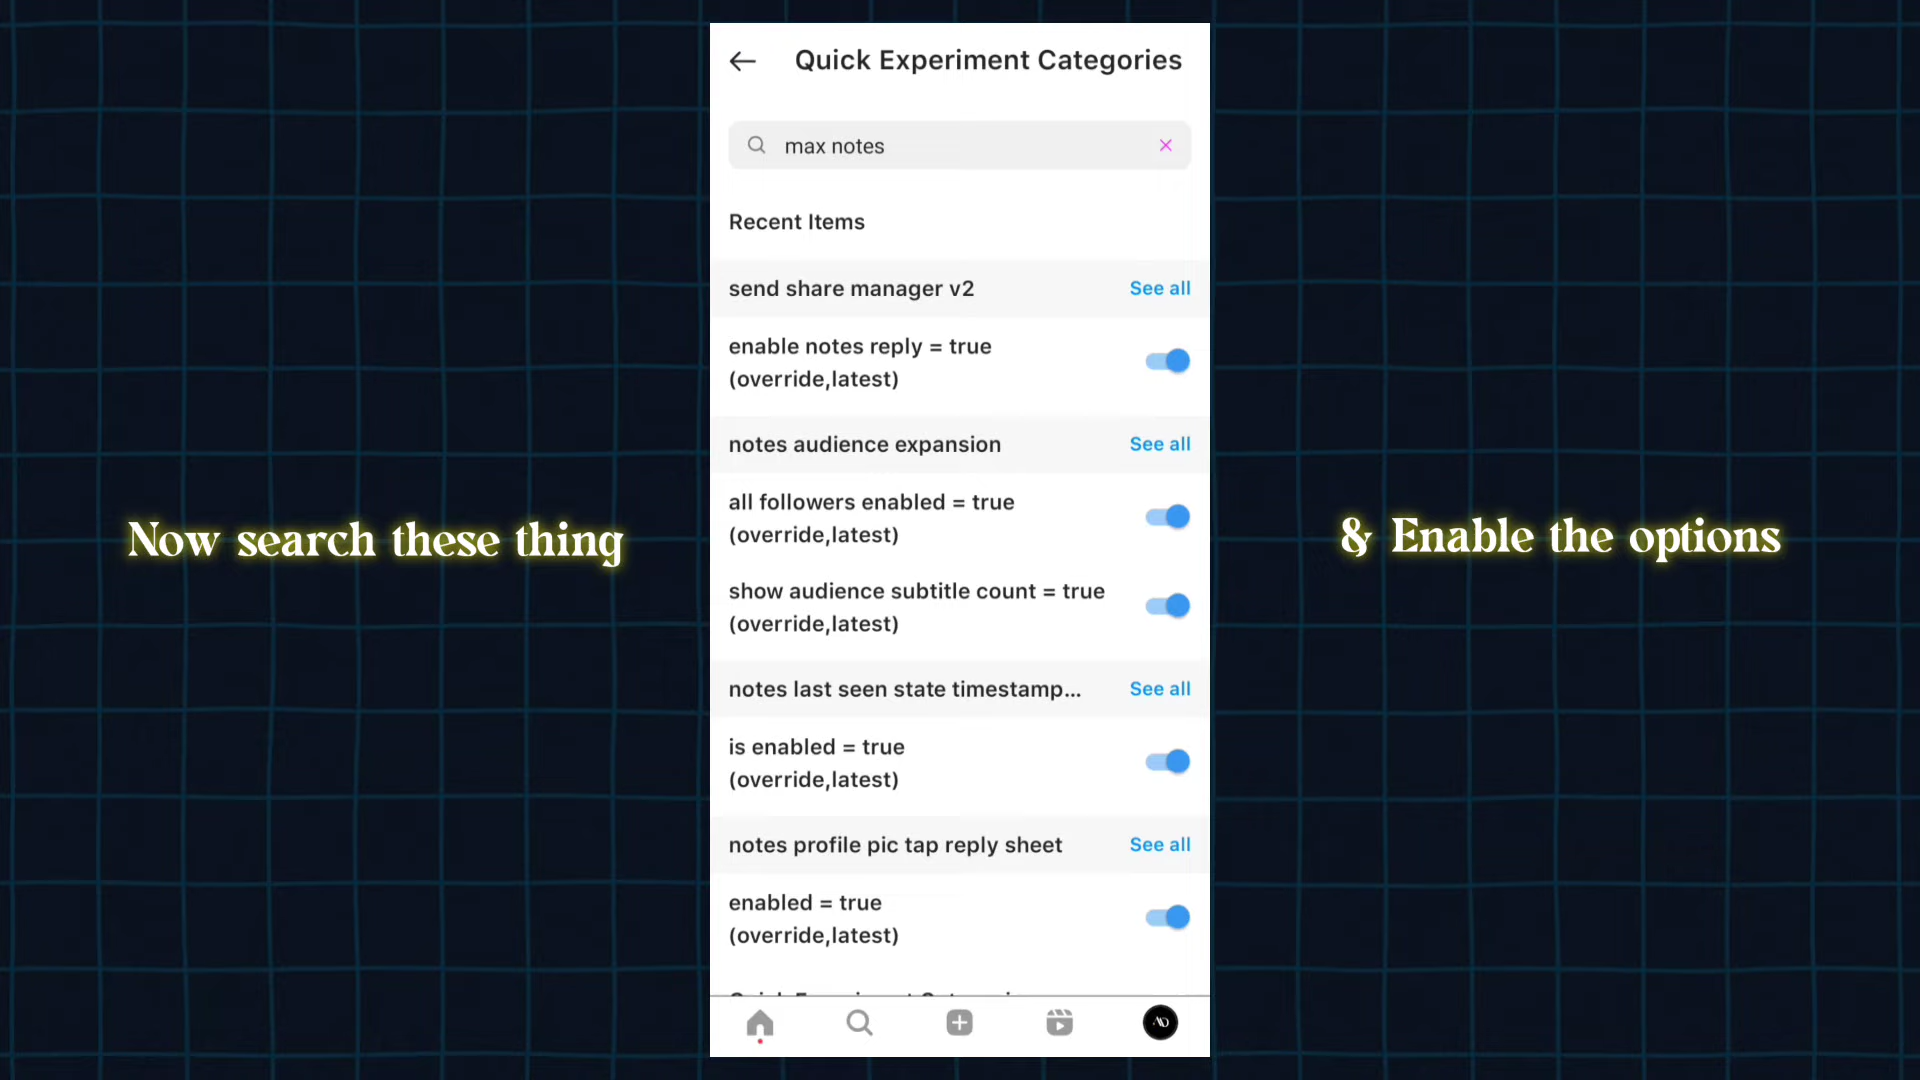 Quick Experiment Categories
max notes
Recent Items
send share manager v2 See all
enable notes reply = true
(override,latest)
notes audience expansion See all
all followers enabled = true
(override,latest)
show audience subtitle count = true
(override,latest)
notes last seen state timestamp... See all
is enabled = true
(override,latest)
notes profile pic tap reply sheet See all
enabled = true
(override,latest)
Now search these thing
& Enable the options